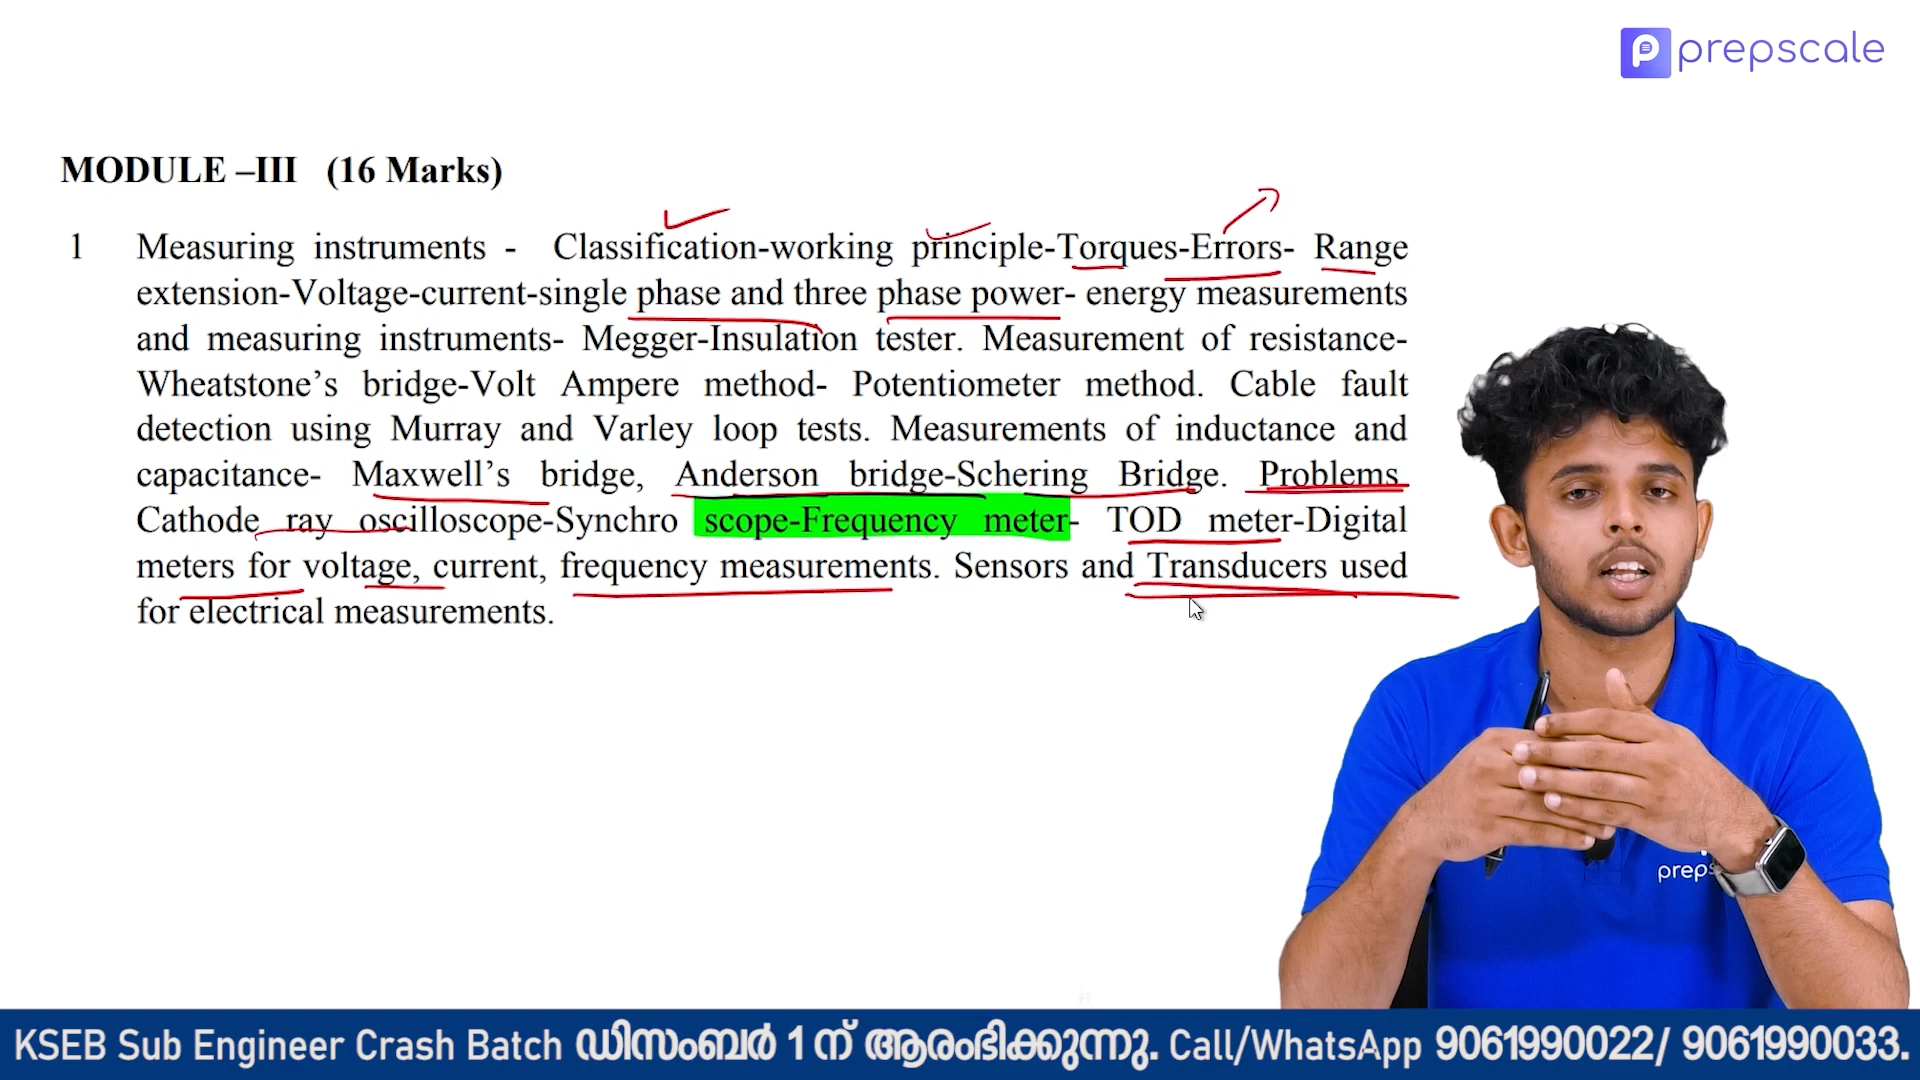 prepscale
MODULE –III (16 Marks)
1 Measuring instruments - Classification-working principle-Torques-Errors- Range
extension-Voltage-current-single phase and three phase power- energy measurements
and measuring instruments- Megger-Insulation tester. Measurement of resistance-
Wheatstone’s bridge-Volt Ampere method- Potentiometer method. Cable fault
detection using Murray and Varley loop tests. Measurements of inductance and
capacitance- Maxwell’s bridge, Anderson bridge-Schering Bridge. Problems
Cathode ray oscilloscope-Synchro scope-Frequency meter- TOD meter-Digital
meters for voltage, current, frequency measurements. Sensors and Transducers used
for electrical measurements.
KSEB Sub Engineer Crash Batch ഡിസംബർ 1 ന് ആരംഭിക്കുന്നു. Call/WhatsApp 9061990022/ 9061990033.